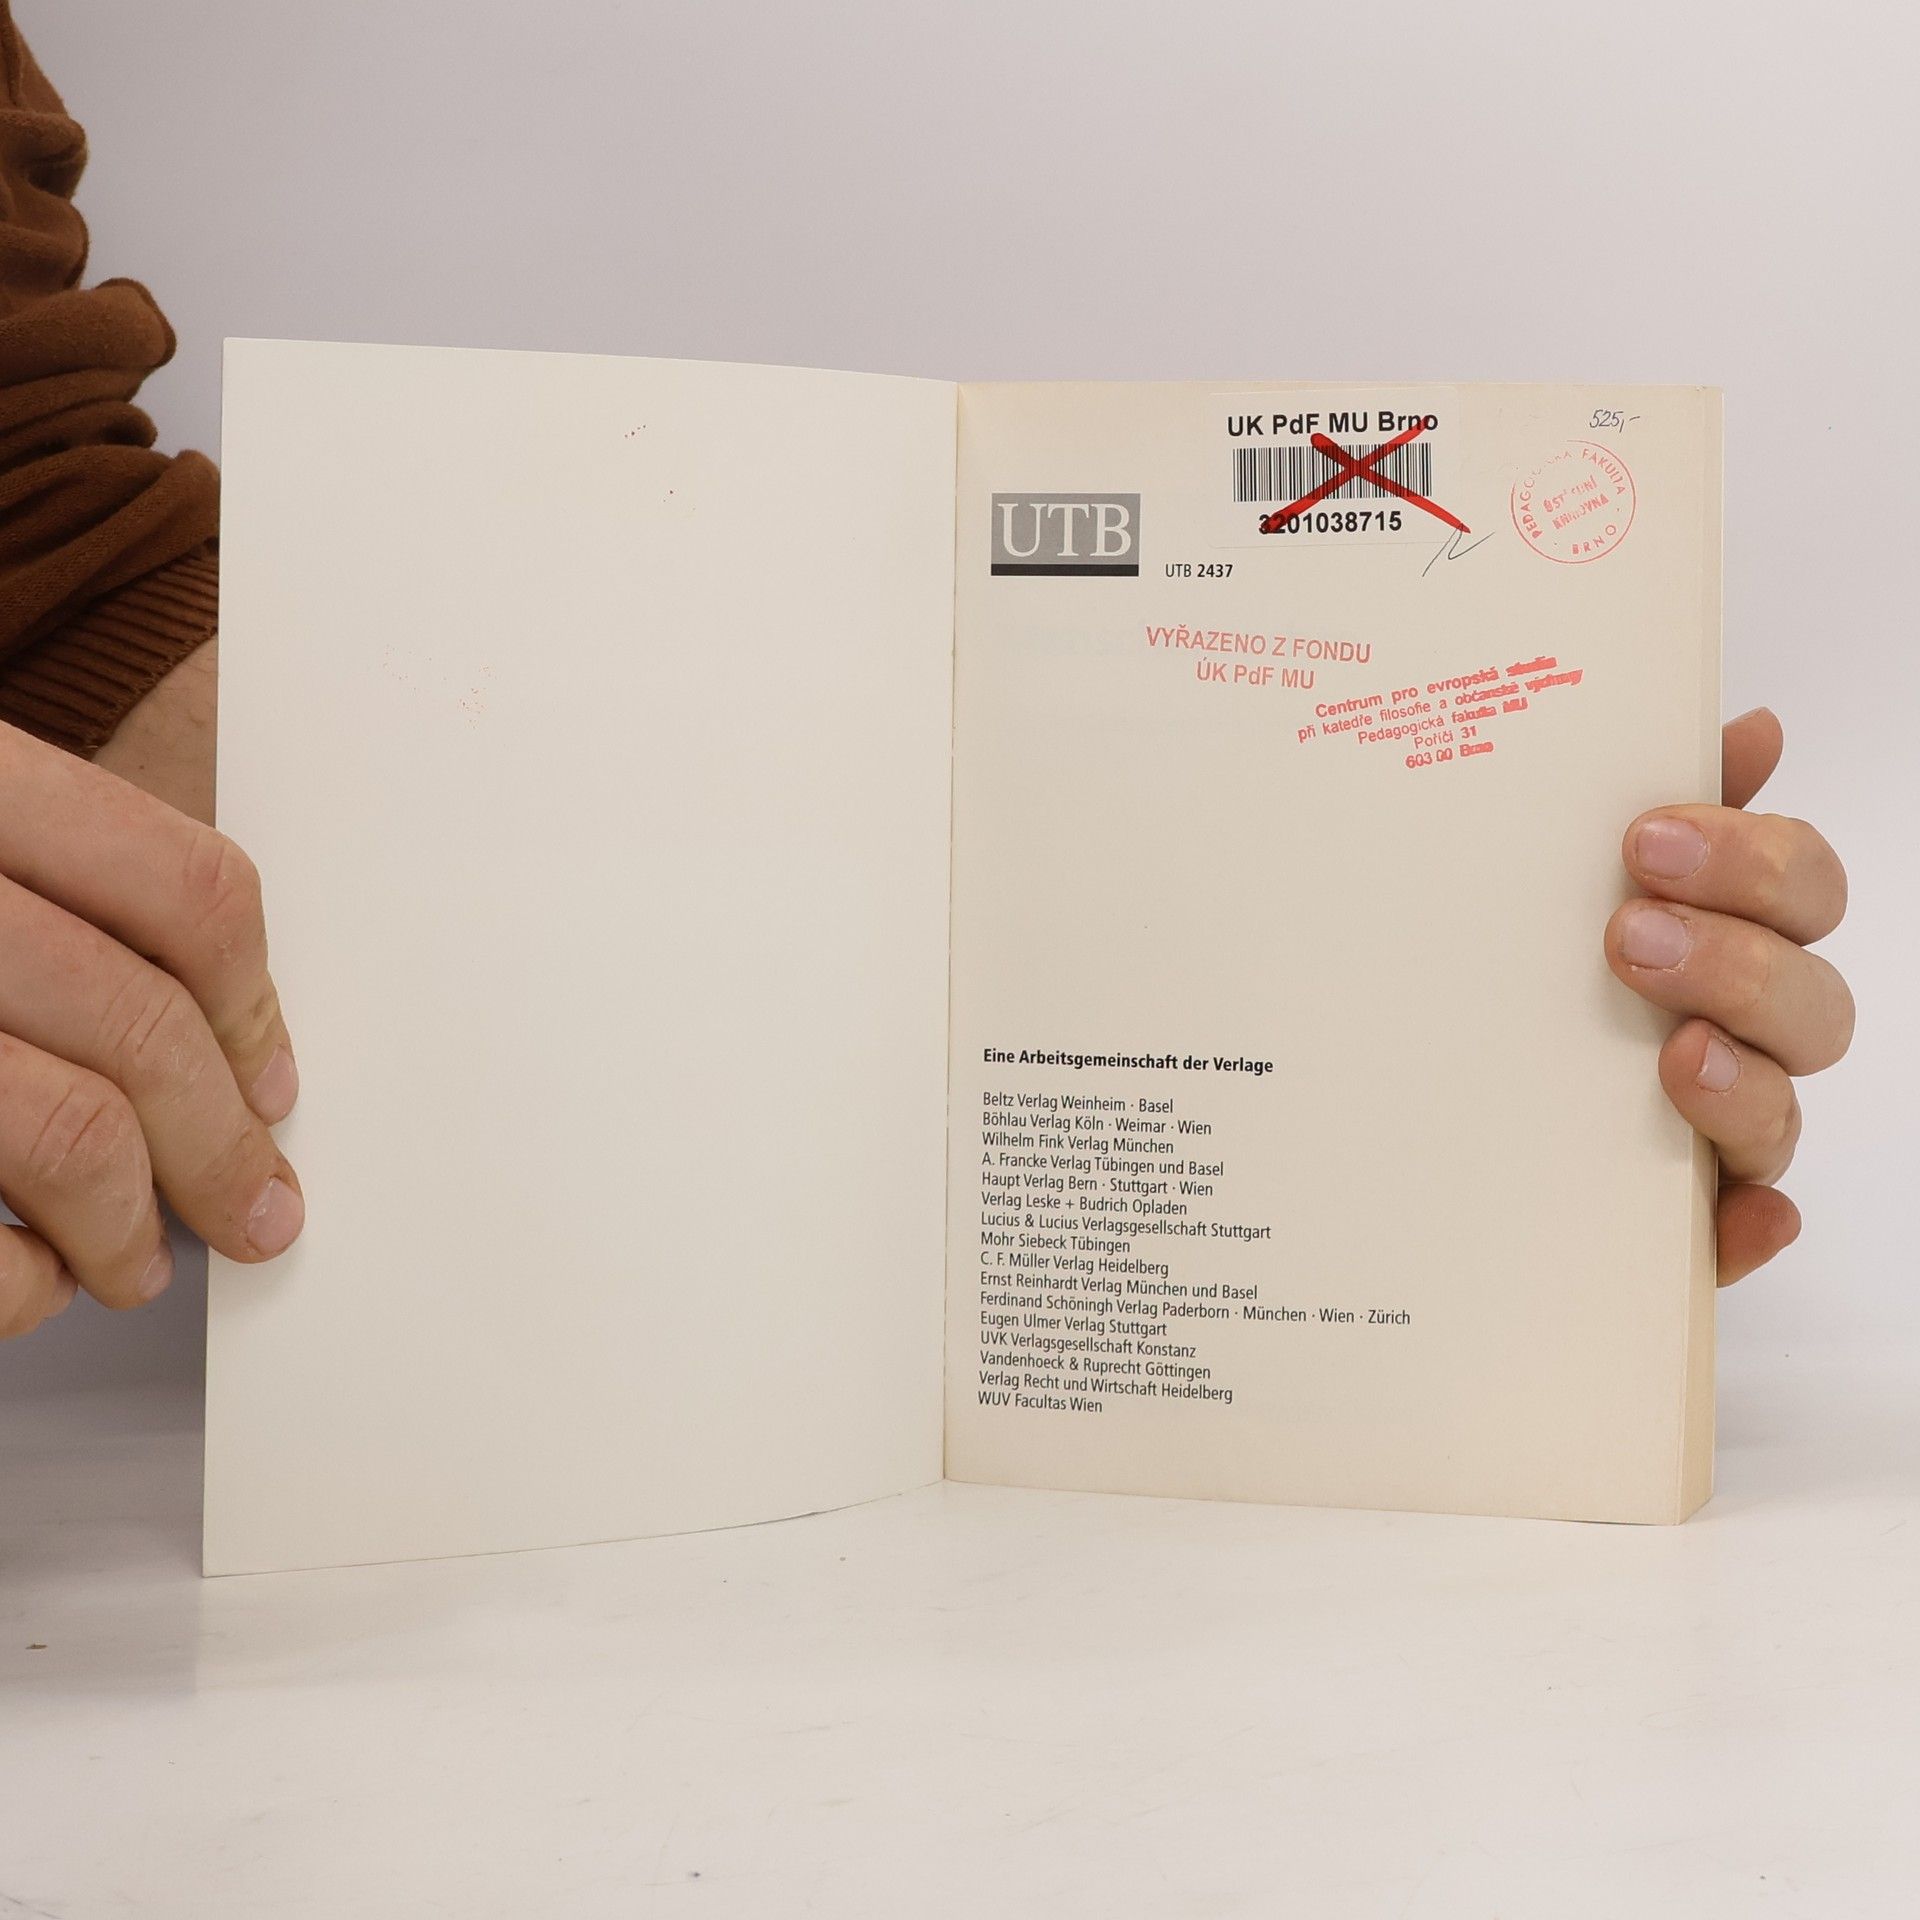 UK PdF MU Brno
3201038715
525,-
PEDAGOGICKÁ FAKULTA · BRNO ·
ÚSTŘEDNÍ
KNIHOVNA
UTB
UTB 2437
VYŘAZENO Z FONDU
ÚK PdF MU
Centrum pro evropská studia
při katedře filosofie a občanské výchovy
Pedagogická fakulta MU
Poříčí 31
603 00 Brno
Eine Arbeitsgemeinschaft der Verlage
Beltz Verlag Weinheim · Basel
Böhlau Verlag Köln · Weimar · Wien
Wilhelm Fink Verlag München
A. Francke Verlag Tübingen und Basel
Haupt Verlag Bern · Stuttgart · Wien
Verlag Leske + Budrich Opladen
Lucius & Lucius Verlagsgesellschaft Stuttgart
Mohr Siebeck Tübingen
C. F. Müller Verlag Heidelberg
Ernst Reinhardt Verlag München und Basel
Ferdinand Schöningh Verlag Paderborn · München · Wien · Zürich
Eugen Ulmer Verlag Stuttgart
UVK Verlagsgesellschaft Konstanz
Vandenhoeck & Ruprecht Göttingen
Verlag Recht und Wirtschaft Heidelberg
WUV Facultas Wien